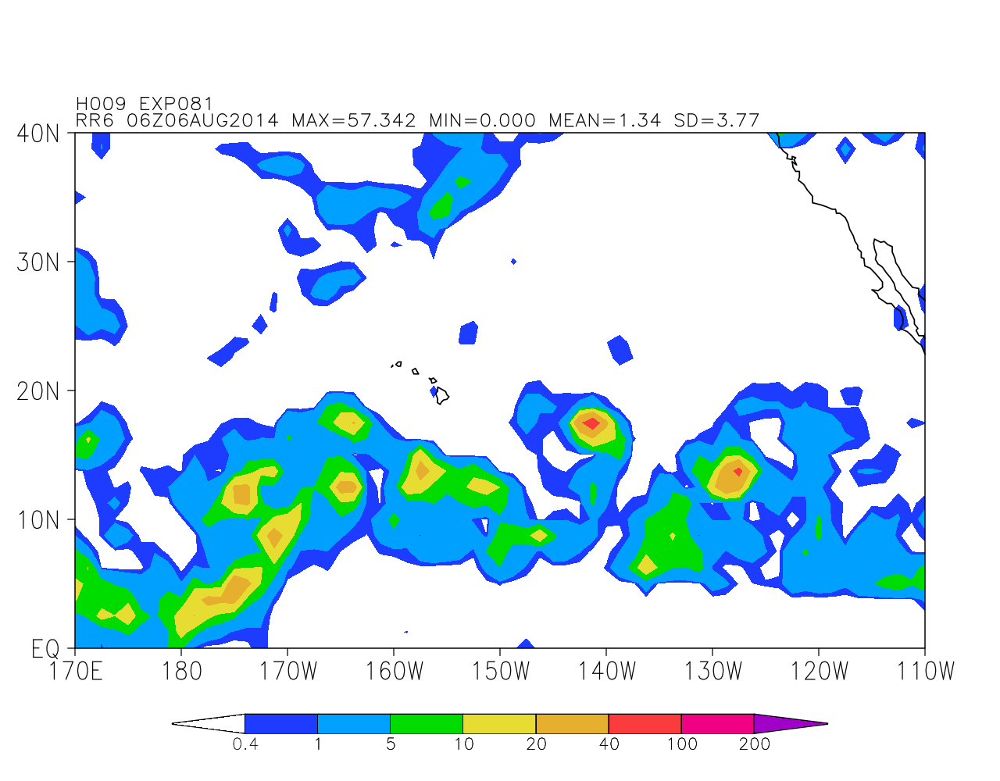 H009 EXP081
RR6 06Z06AUG2014 MAX=57.342 MIN=0.000 MEAN=1.34 SD=3.77
40N
30N
20N
10N
EQ
170E 180 170W 160W 150W 140W 130W 120W 110W
0.4 1 5 10 20 40 100 200